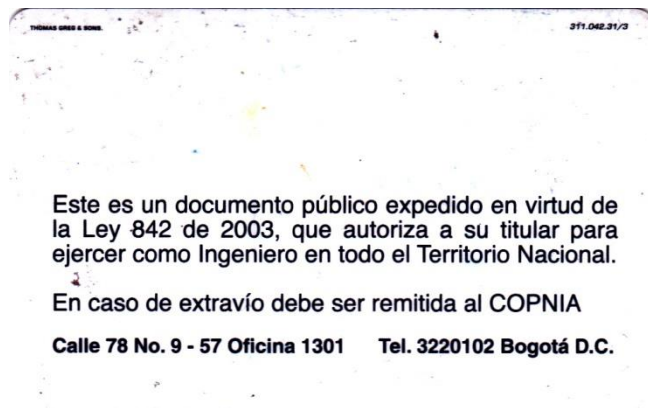 THOMAS GREG & SONS. 311.042.31/3
Este es un documento público expedido en virtud de
la Ley 842 de 2003, que autoriza a su titular para
ejercer como Ingeniero en todo el Territorio Nacional.
En caso de extravío debe ser remitida al COPNIA
Calle 78 No. 9 - 57 Oficina 1301 Tel. 3220102 Bogotá D.C.